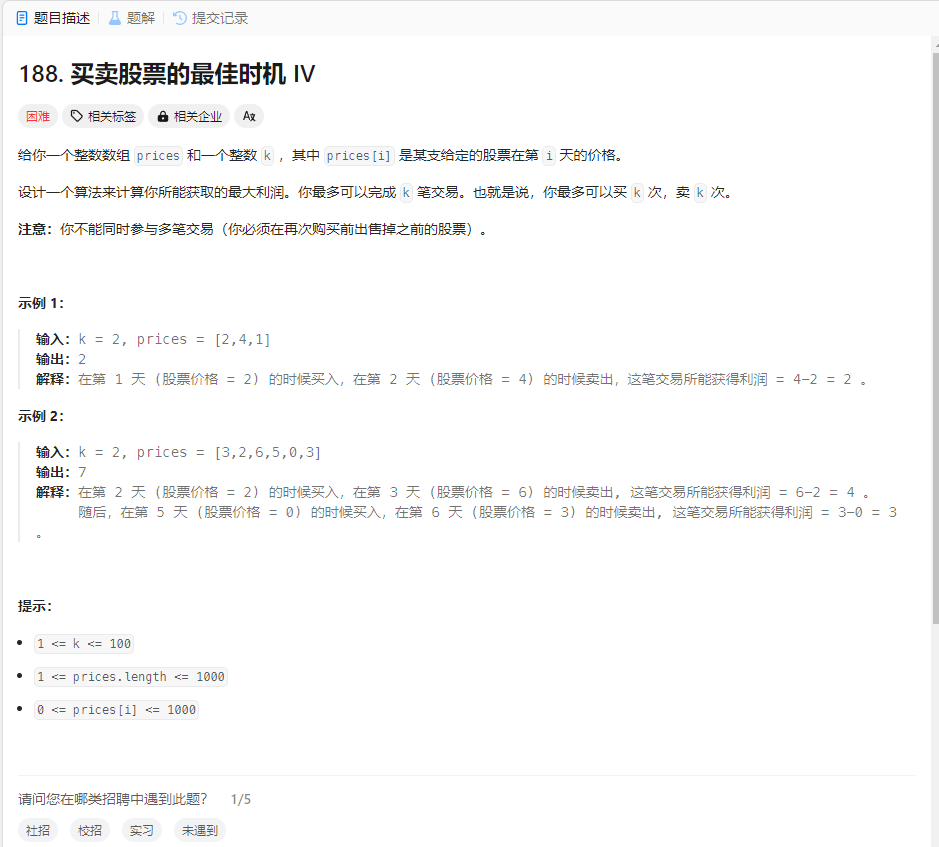 题目描述 题解 提交记录
188. 买卖股票的最佳时机 IV
困难 相关标签 相关企业 Aあ
给你一个整数数组 prices 和一个整数 k ，其中 prices[i] 是某支给定的股票在第 i 天的价格。
设计一个算法来计算你所能获取的最大利润。你最多可以完成 k 笔交易。也就是说，你最多可以买 k 次，卖 k 次。
注意：你不能同时参与多笔交易（你必须在再次购买前出售掉之前的股票）。
示例 1：
输入：k = 2, prices = [2,4,1]
输出：2
解释：在第 1 天 (股票价格 = 2) 的时候买入，在第 2 天 (股票价格 = 4) 的时候卖出，这笔交易所能获得利润 = 4-2 = 2 。
示例 2：
输入：k = 2, prices = [3,2,6,5,0,3]
输出：7
解释：在第 2 天 (股票价格 = 2) 的时候买入，在第 3 天 (股票价格 = 6) 的时候卖出, 这笔交易所能获得利润 = 6-2 = 4 。
随后，在第 5 天 (股票价格 = 0) 的时候买入，在第 6 天 (股票价格 = 3) 的时候卖出, 这笔交易所能获得利润 = 3-0 = 3
。
提示：
1 <= k <= 100
1 <= prices.length <= 1000
0 <= prices[i] <= 1000
请问您在哪类招聘中遇到此题？ 1/5
社招 校招 实习 未遇到